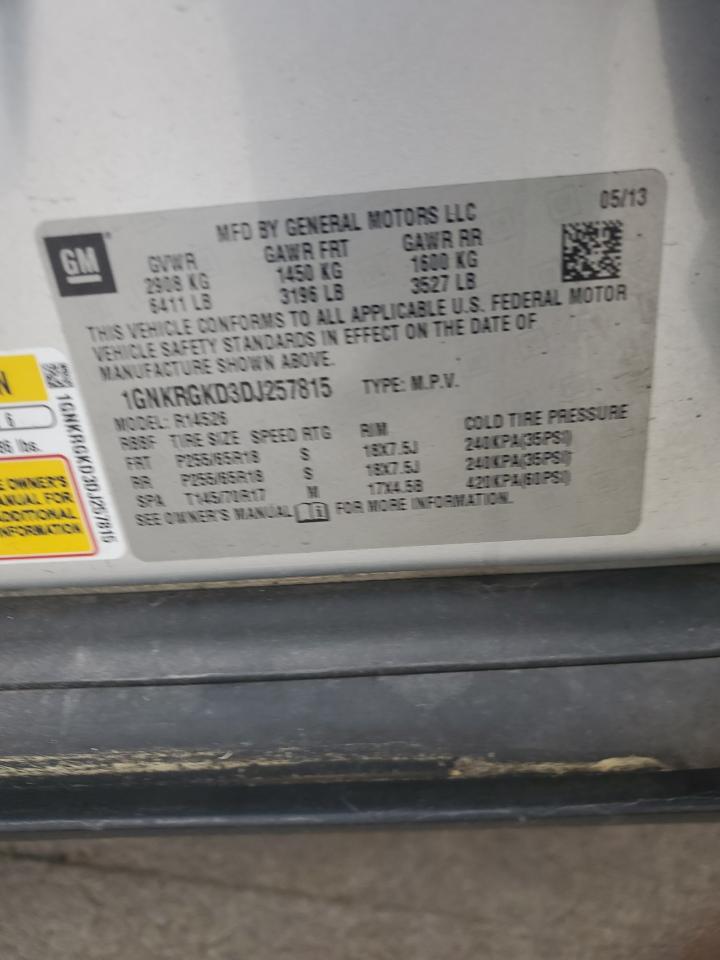 05/13
MFD BY GENERAL MOTORS LLC
GM
GVWR GAWR FRT GAWR RR
2908 KG 1450 KG 1600 KG
6411 LB 3196 LB 3527 LB
THIS VEHICLE CONFORMS TO ALL APPLICABLE U.S. FEDERAL MOTOR
VEHICLE SAFETY STANDARDS IN EFFECT ON THE DATE OF
MANUFACTURE SHOWN ABOVE.
1GNKRGKD3DJ257815 TYPE: M.P.V.
MODEL: R14526
TIRE SIZE SPEED RTG RIM COLD TIRE PRESSURE
FRT P255/65R18 S 18X7.5J 240KPA(35PSI)
RR P255/65R18 S 18X7.5J 240KPA(35PSI)
SPA T145/70R17 M 17X4.5B 420KPA(60PSI)
SEE OWNER'S MANUAL FOR MORE INFORMATION.
N
6
lbs.
E OWNER'S
ANUAL FOR
ADDITIONAL
INFORMATION
1GNKRGKD3DJ257815